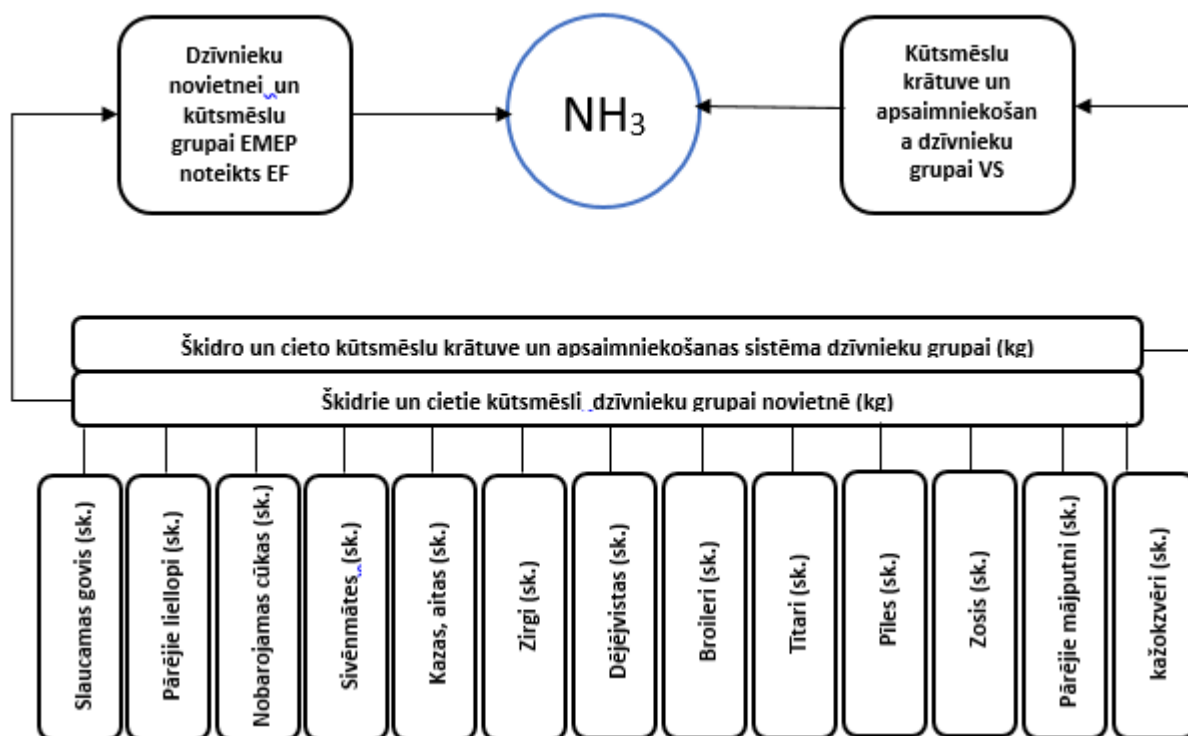 Dzīvnieku
novietnei un
kūtsmēslu
grupai EMEP
noteikts EF
NH₃
Kūtsmēslu
krātuve un
apsaimniekošan
a dzīvnieku
grupai VS
Šķidro un cieto kūtsmēslu krātuve un apsaimniekošanas sistēma dzīvnieku grupai (kg)
Šķidrie un cietie kūtsmēsli dzīvnieku grupai novietnē (kg)
Slaucamas govis (sk.)
Pārējie liellopi (sk.)
Nobarojamas cūkas (sk.)
Sivēnmātes (sk.)
Kazas, aitas (sk.)
Zirgi (sk.)
Dējējvistas (sk.)
Broileri (sk.)
Tītari (sk.)
Pīles (sk.)
Zosis (sk.)
Pārējie mājputni (sk.)
kažokzvēri (sk.)